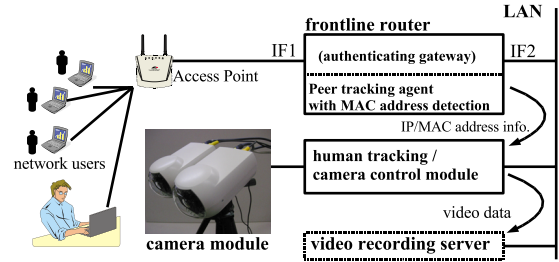 LAN
frontline router
IF1
(authenticating gateway)
IF2
Access Point
Peer tracking agent
with MAC address detection
IP/MAC address info.
network users
human tracking /
camera control module
video data
camera module
video recording server